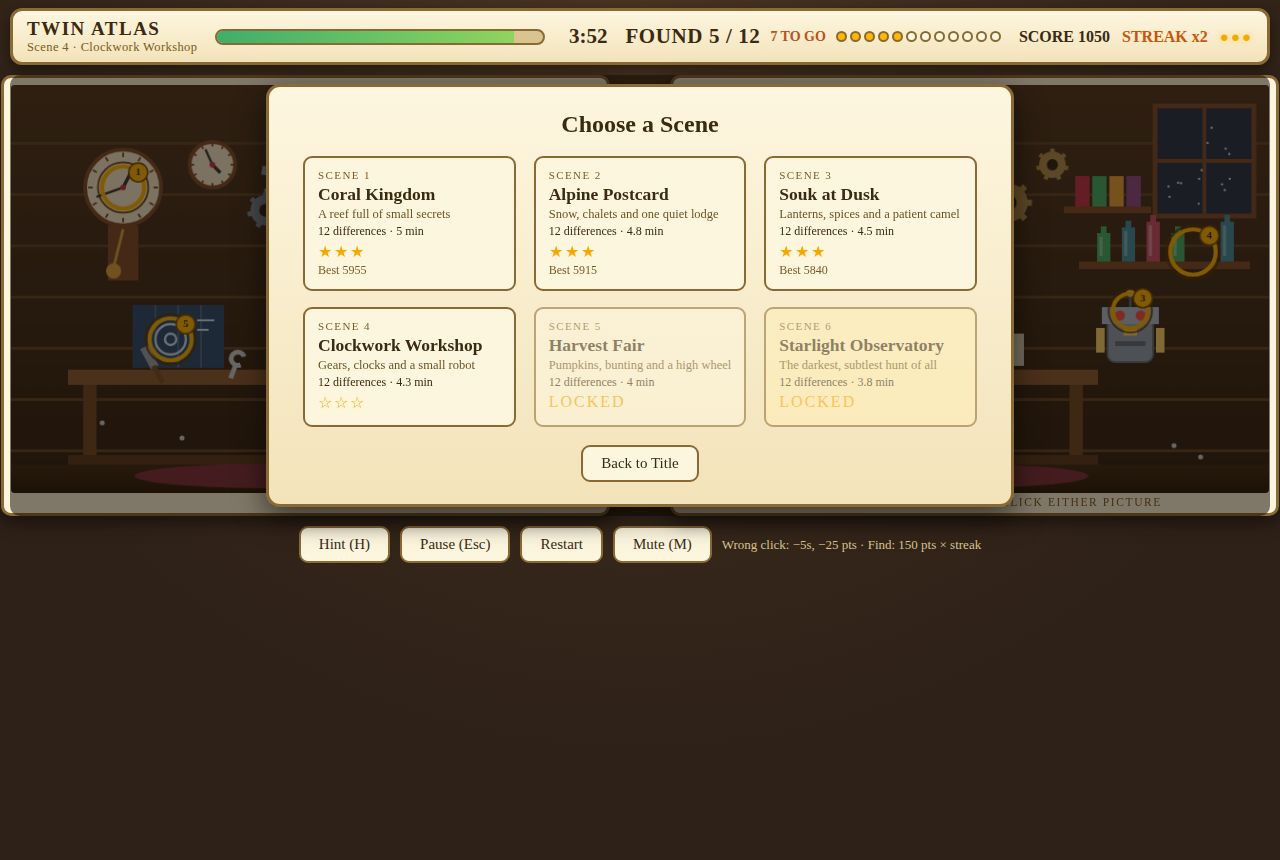 TWIN ATLAS
Scene 4 · Clockwork Workshop
3:52
FOUND 5 / 12
7 TO GO
SCORE 1050
STREAK x2
Choose a Scene
SCENE 1
Coral Kingdom
A reef full of small secrets
12 differences · 5 min
★★★
Best 5955
SCENE 2
Alpine Postcard
Snow, chalets and one quiet lodge
12 differences · 4.8 min
★★★
Best 5915
SCENE 3
Souk at Dusk
Lanterns, spices and a patient camel
12 differences · 4.5 min
★★★
Best 5840
SCENE 4
Clockwork Workshop
Gears, clocks and a small robot
12 differences · 4.3 min
☆☆☆
SCENE 5
Harvest Fair
Pumpkins, bunting and a high wheel
12 differences · 4 min
LOCKED
SCENE 6
Starlight Observatory
The darkest, subtlest hunt of all
12 differences · 3.8 min
LOCKED
Back to Title
1
5
4
3
EITHER PICTURE
Hint (H)
Pause (Esc)
Restart
Mute (M)
Wrong click: −5s, −25 pts · Find: 150 pts × streak